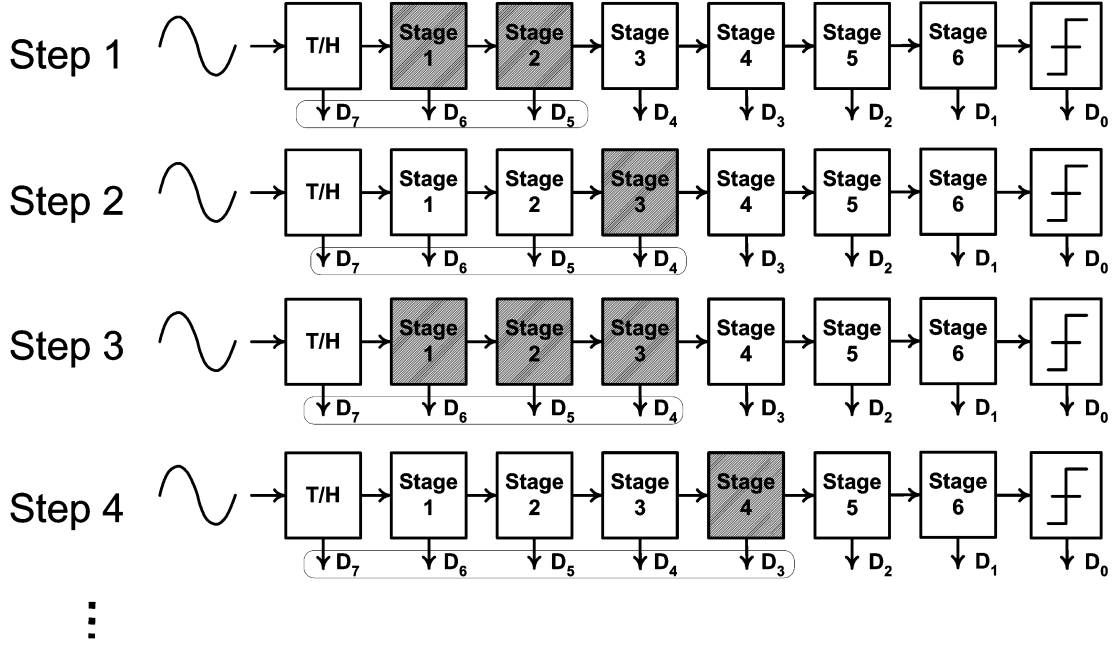 Step 1 T/H Stage 1 Stage 2 Stage 3 Stage 4 Stage 5 Stage 6
D₇ D₆ D₅ D₄ D₃ D₂ D₁ D₀
Step 2 T/H Stage 1 Stage 2 Stage 3 Stage 4 Stage 5 Stage 6
D₇ D₆ D₅ D₄ D₃ D₂ D₁ D₀
Step 3 T/H Stage 1 Stage 2 Stage 3 Stage 4 Stage 5 Stage 6
D₇ D₆ D₅ D₄ D₃ D₂ D₁ D₀
Step 4 T/H Stage 1 Stage 2 Stage 3 Stage 4 Stage 5 Stage 6
D₇ D₆ D₅ D₄ D₃ D₂ D₁ D₀
⋮